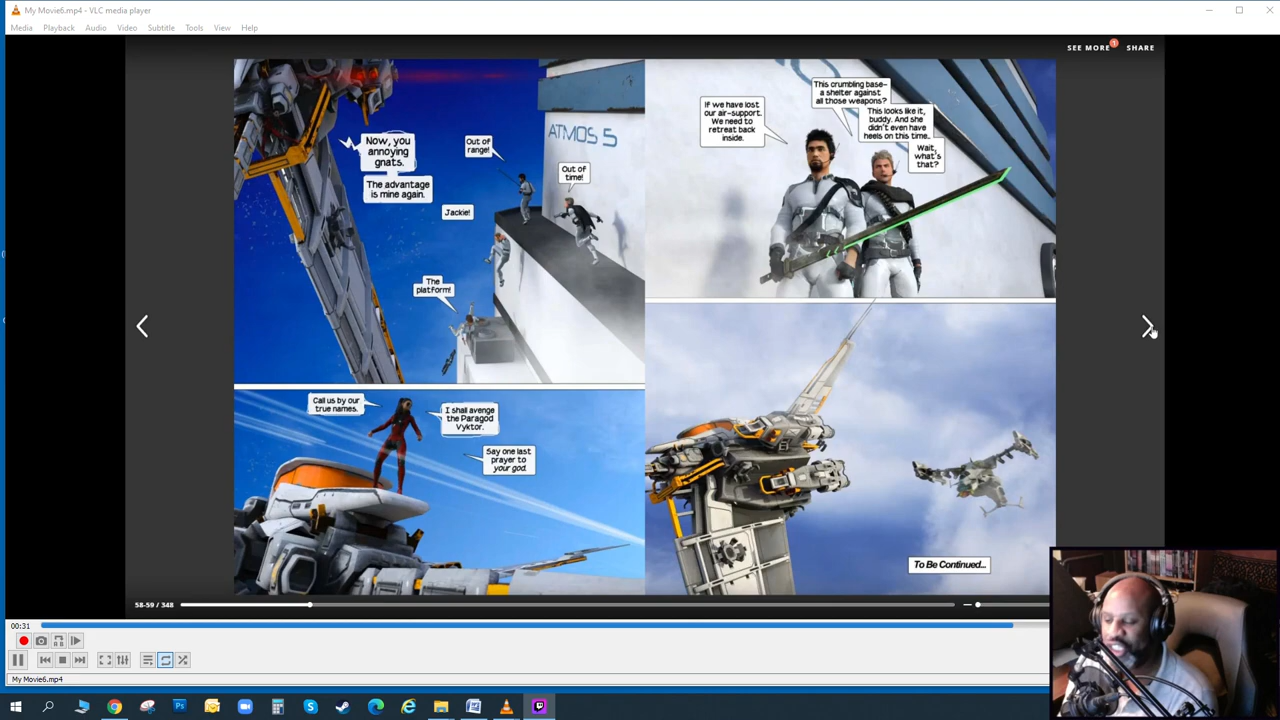 My Movie6.mp4 - VLC media player
Media Playback Audio Video Subtitle Tools View Help
SEE MORE 1 SHARE
Now, you
annoying
gnats.
The advantage
is mine again.
Out of
range!
Out of
time!
Jackie!
The
platform!
ATMOS 5
If we have lost
our air-support.
We need to
retreat back
inside.
This crumbling base-
a shelter against
all those weapons?
This looks like it,
buddy. And she
didn't even have
heels on this time.
Wait,
what's
that?
Call us by our
true names.
I shall avenge
the Paragod
Vyktor.
Say one last
prayer to
your god.
To Be Continued...
58-59 / 348
00:31
My Movie6.mp4